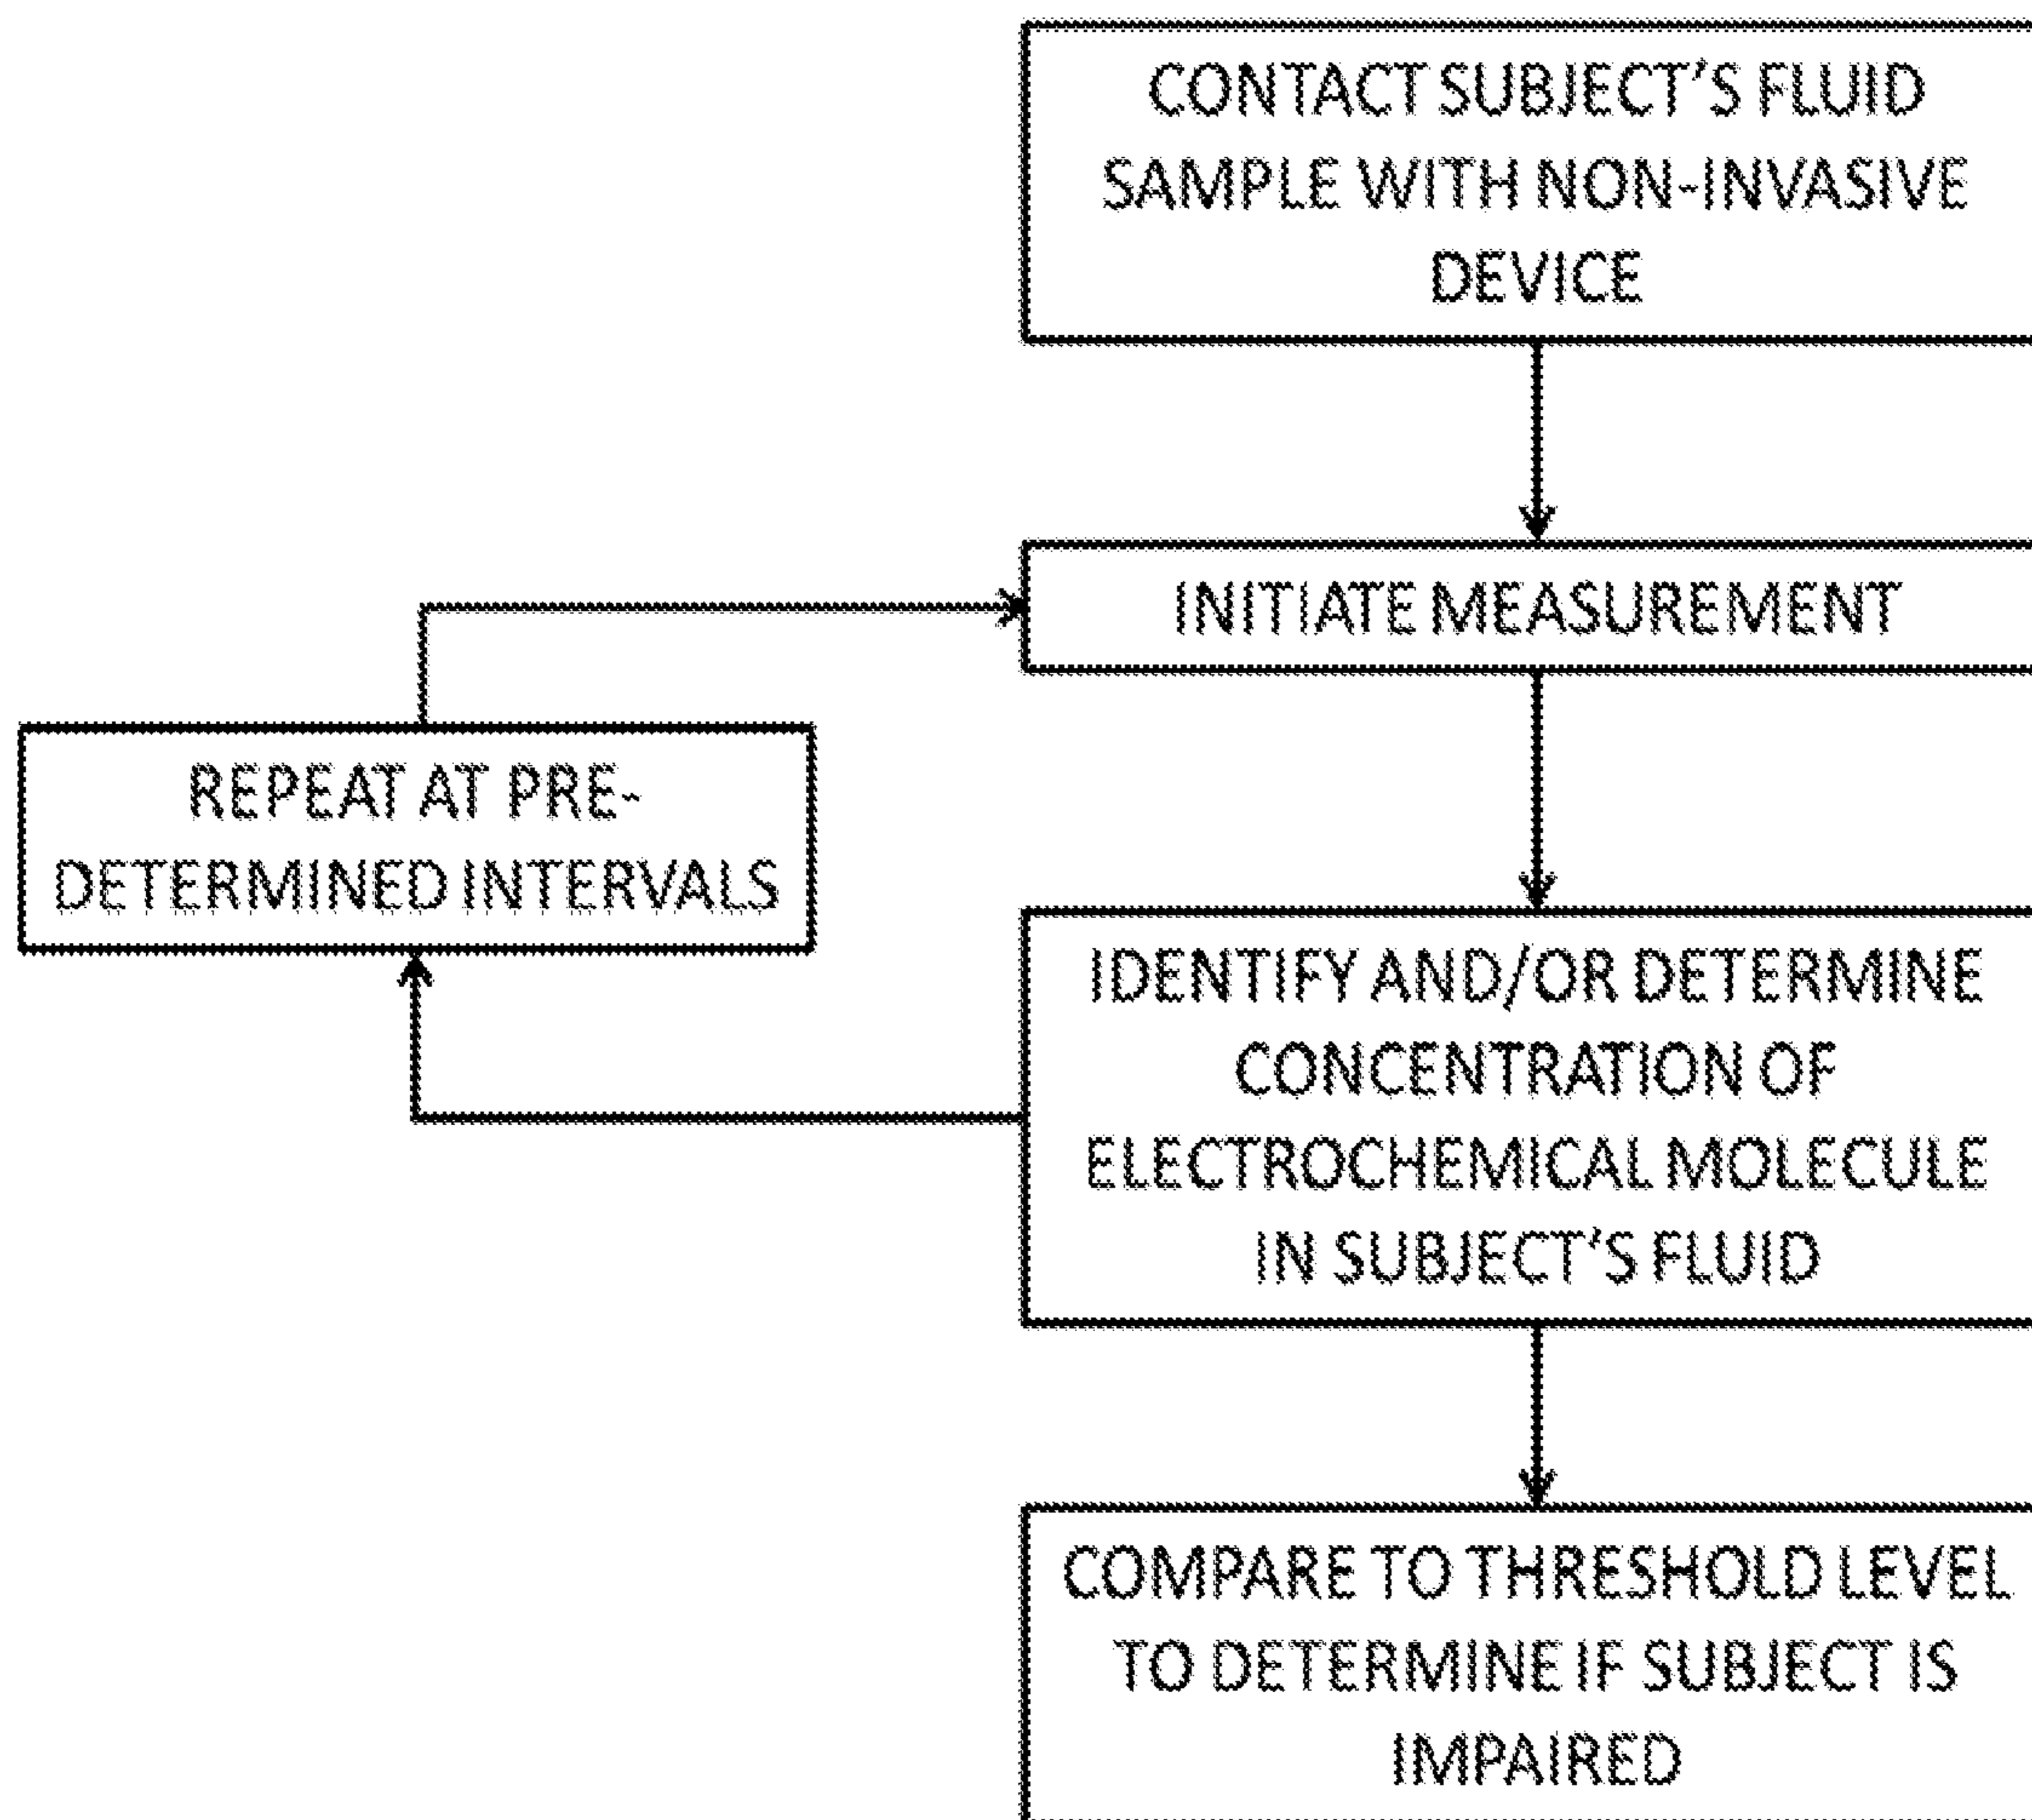 CONTACT SUBJECT'S FLUID
SAMPLE WITH NON-INVASIVE
DEVICE
INITIATE MEASUREMENT
REPEAT AT PRE-
DETERMINED INTERVALS
IDENTIFY AND/OR DETERMINE
CONCENTRATION OF
ELECTROCHEMICAL MOLECULE
IN SUBJECT'S FLUID
COMPARE TO THRESHOLD LEVEL
TO DETERMINE IF SUBJECT IS
IMPAIRED